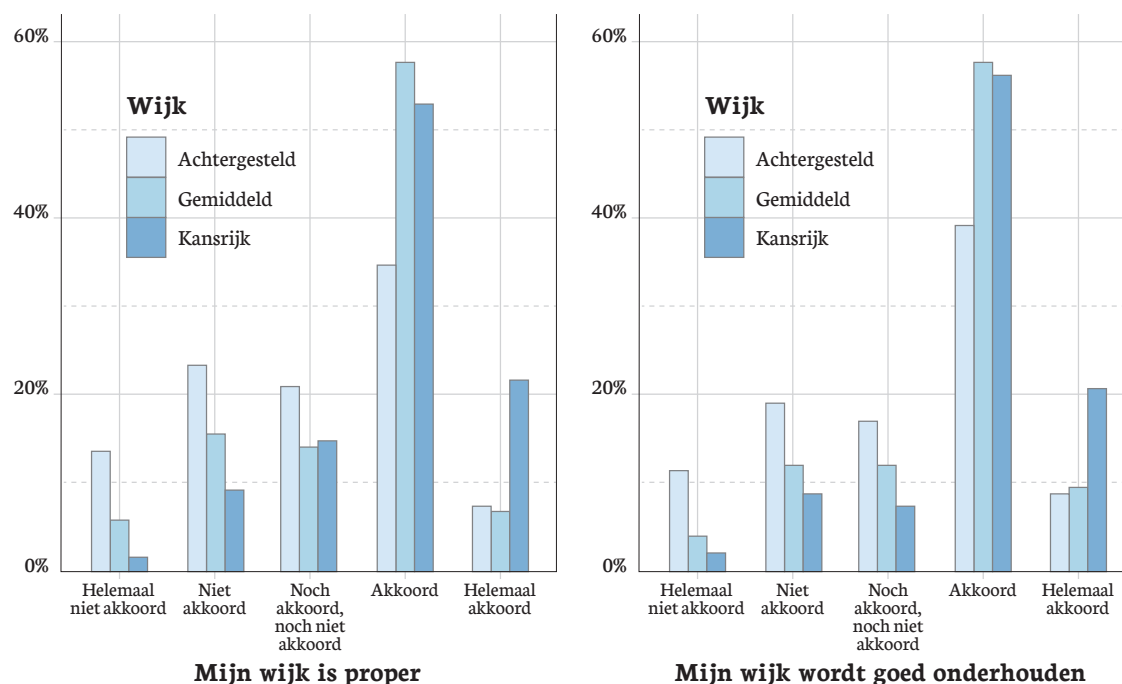 60%
40%
20%
0%
Wijk
Achtergesteld
Gemiddeld
Kansrijk
Helemaal
niet akkoord
Niet
akkoord
Noch
akkoord,
noch niet
akkoord
Akkoord
Helemaal
akkoord
Mijn wijk is proper
60%
40%
20%
0%
Wijk
Achtergesteld
Gemiddeld
Kansrijk
Helemaal
niet akkoord
Niet
akkoord
Noch
akkoord,
noch niet
akkoord
Akkoord
Helemaal
akkoord
Mijn wijk wordt goed onderhouden